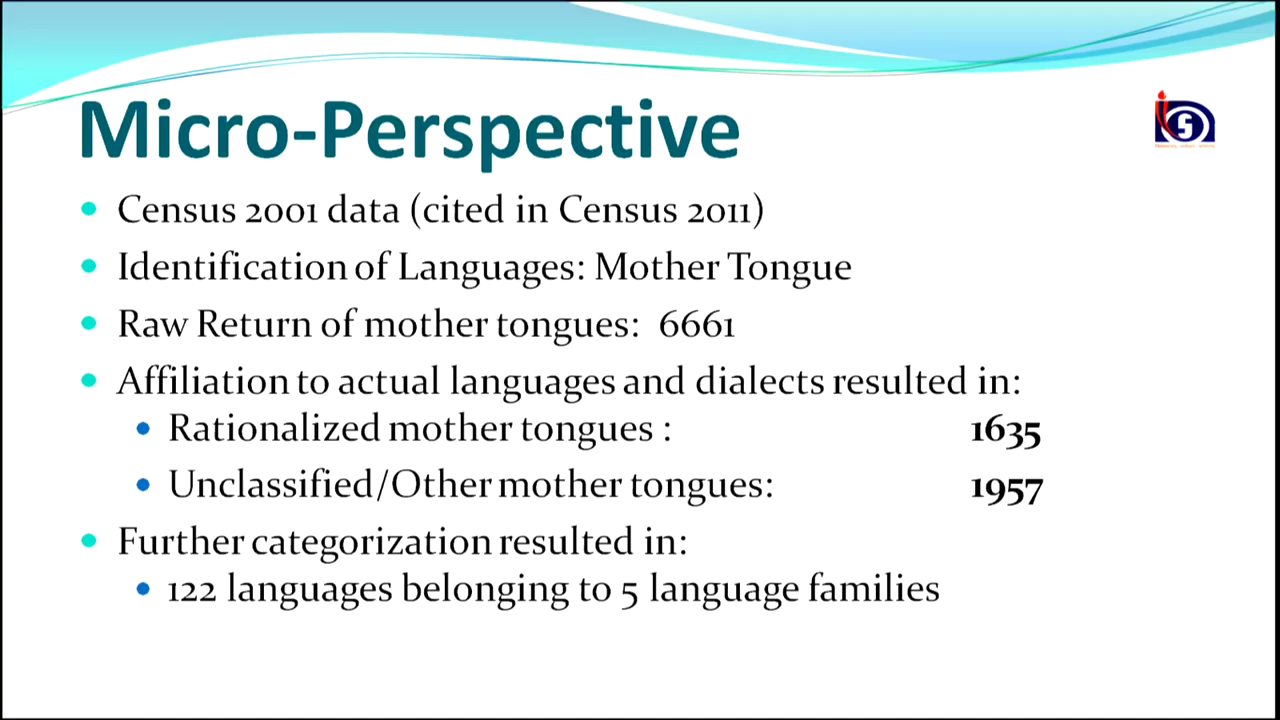 Micro-Perspective
Census 2001 data (cited in Census 2011)
Identification of Languages: Mother Tongue
Raw Return of mother tongues: 6661
Affiliation to actual languages and dialects resulted in:
Rationalized mother tongues : 1635
Unclassified/Other mother tongues: 1957
Further categorization resulted in:
122 languages belonging to 5 language families